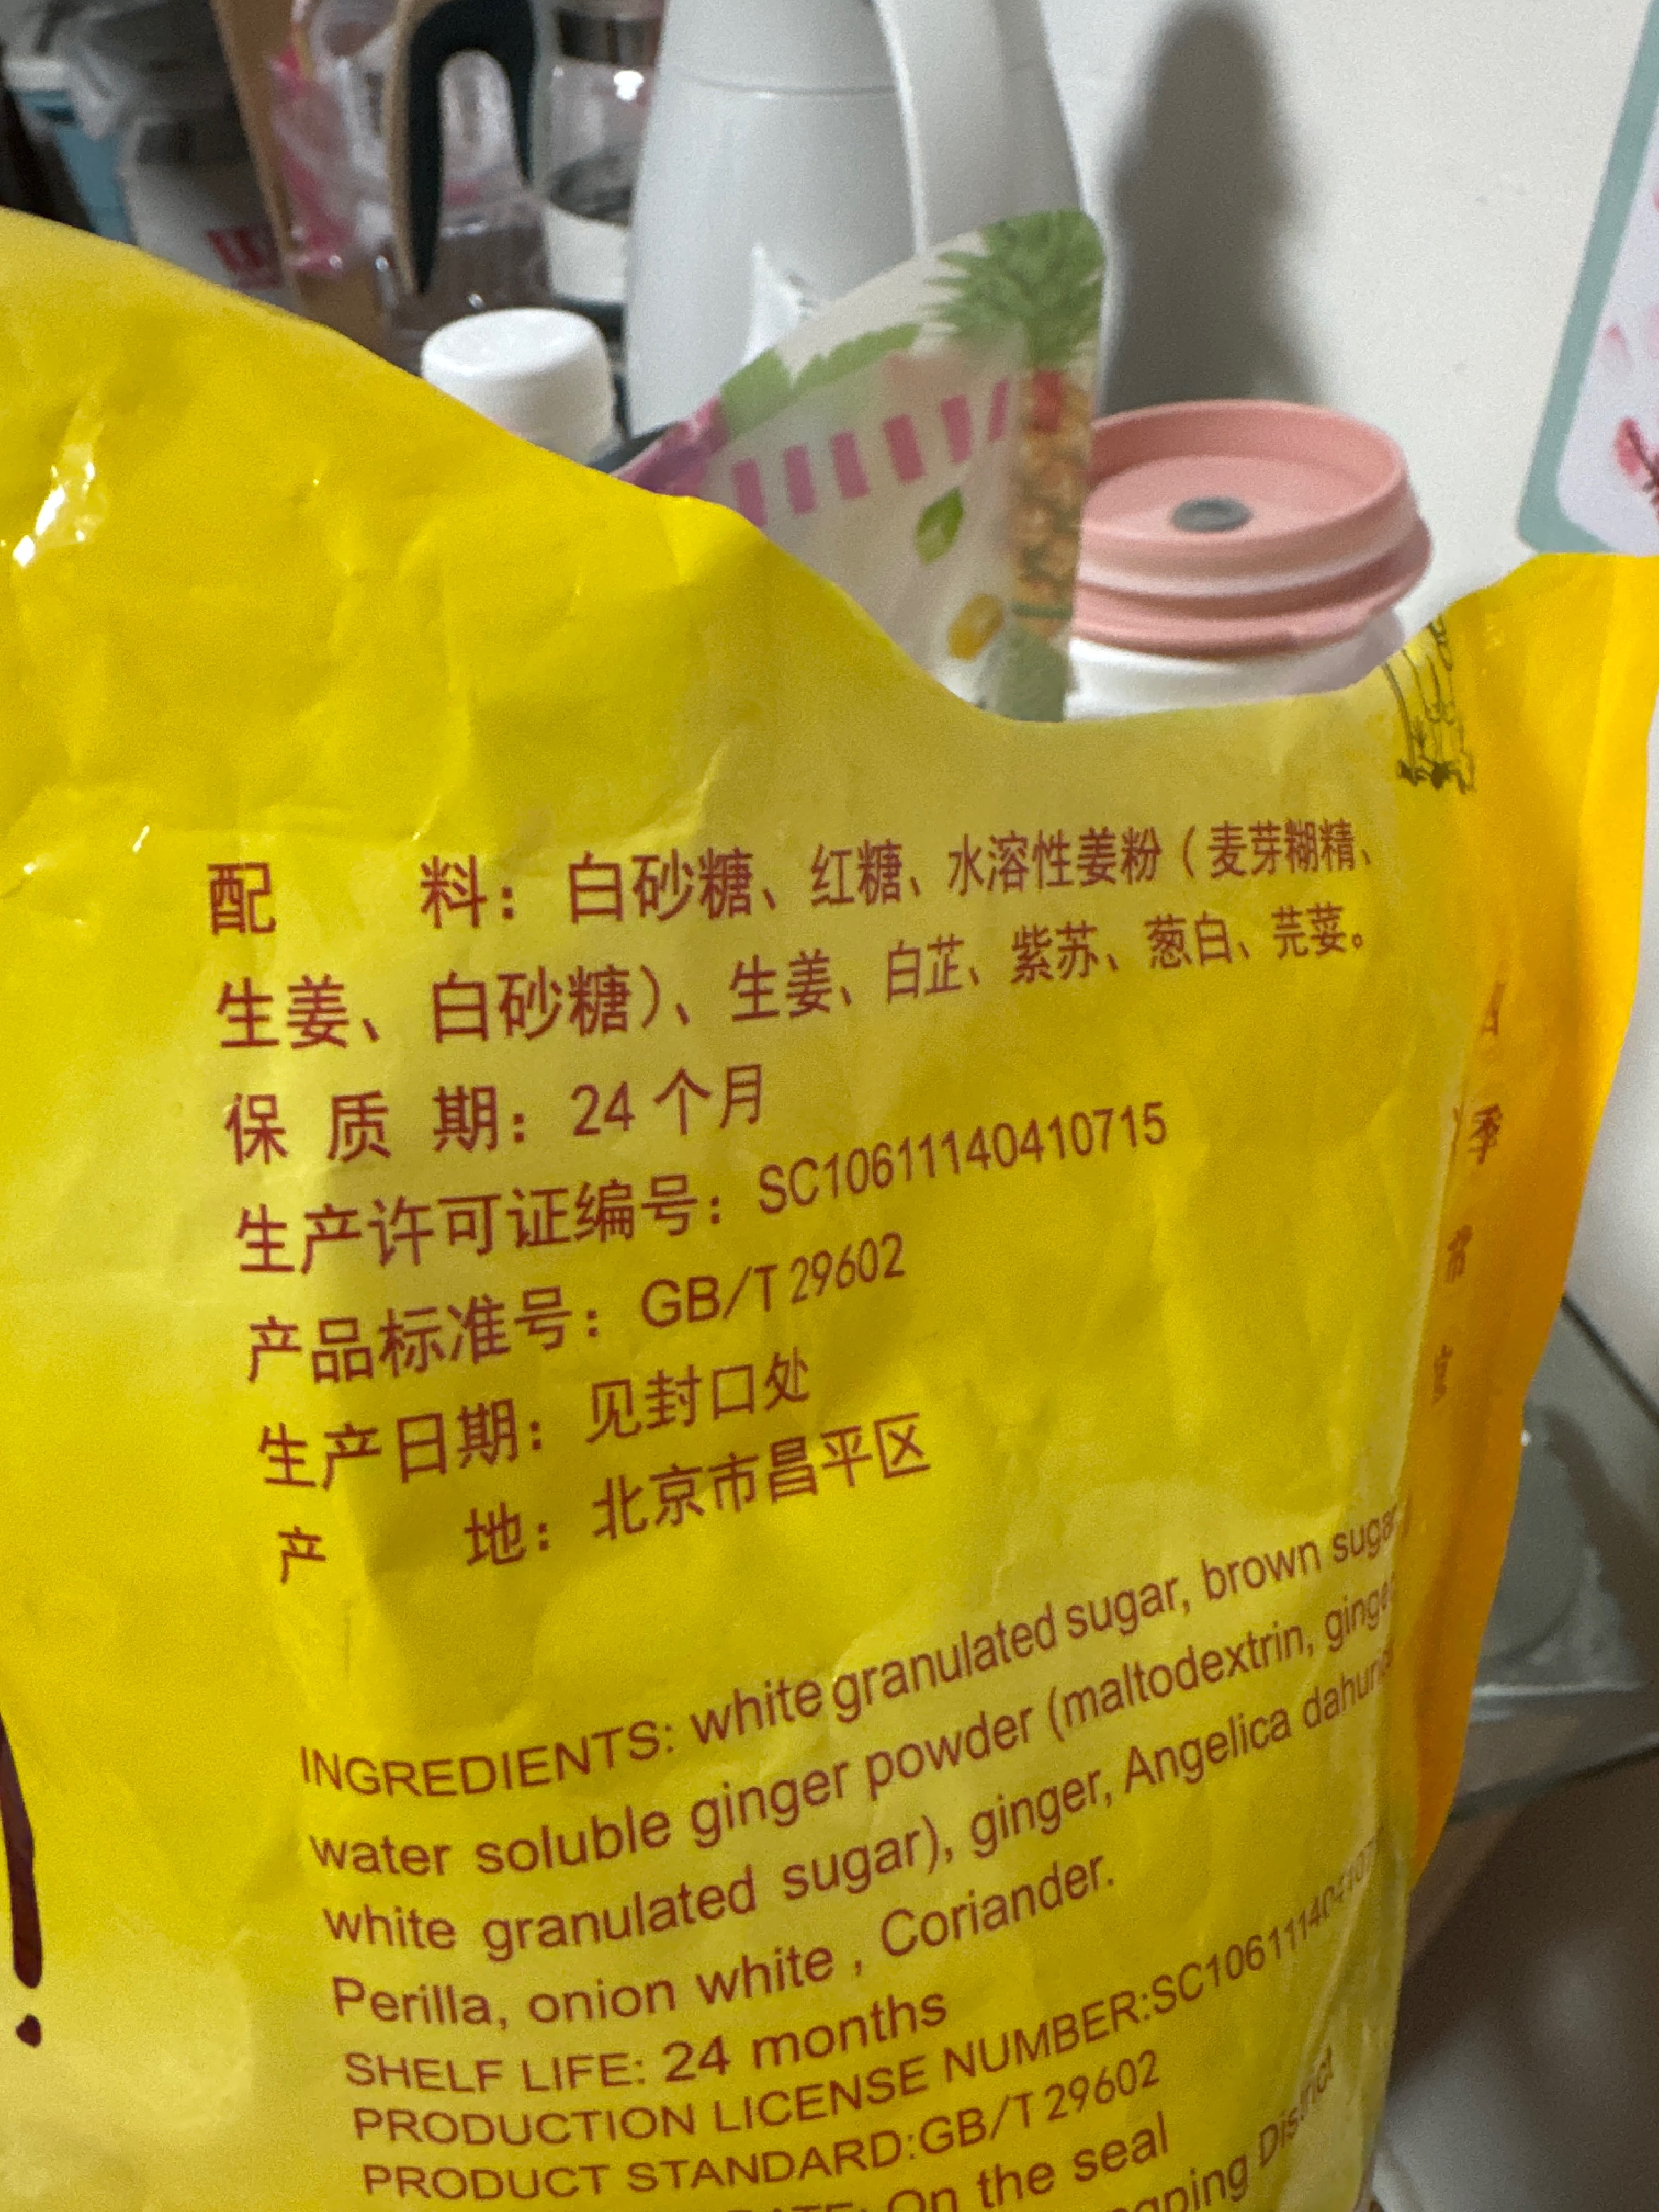 配 料：白砂糖、红糖、水溶性姜粉（麦芽糊精、
生姜、白砂糖）、生姜、白芷、紫苏、葱白、芫荽。
保 质 期：24个月
生产许可证编号：SC10611140410715
产品标准号：GB/T 29602
生产日期：见封口处
产 地：北京市昌平区
季
常
INGREDIENTS: white granulated sugar, brown sugar
water soluble ginger powder (maltodextrin, ginger
white granulated sugar), ginger, Angelica
Perilla, onion white , Coriander.
SHELF LIFE: 24 months
PRODUCTION LICENSE NUMBER:
PRODUCT STANDARD:GB/T 29602
On the seal
District